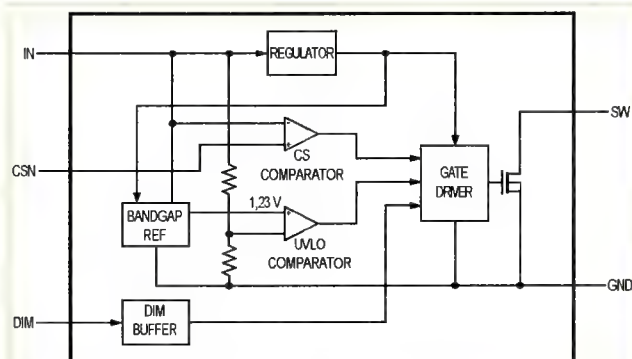 IN
REGULATOR
SW
CSN
CS
COMPARATOR
GATE
DRIVER
BANDGAP
REF
1,23 V
UVLO
COMPARATOR
GND
DIM
DIM
BUFFER